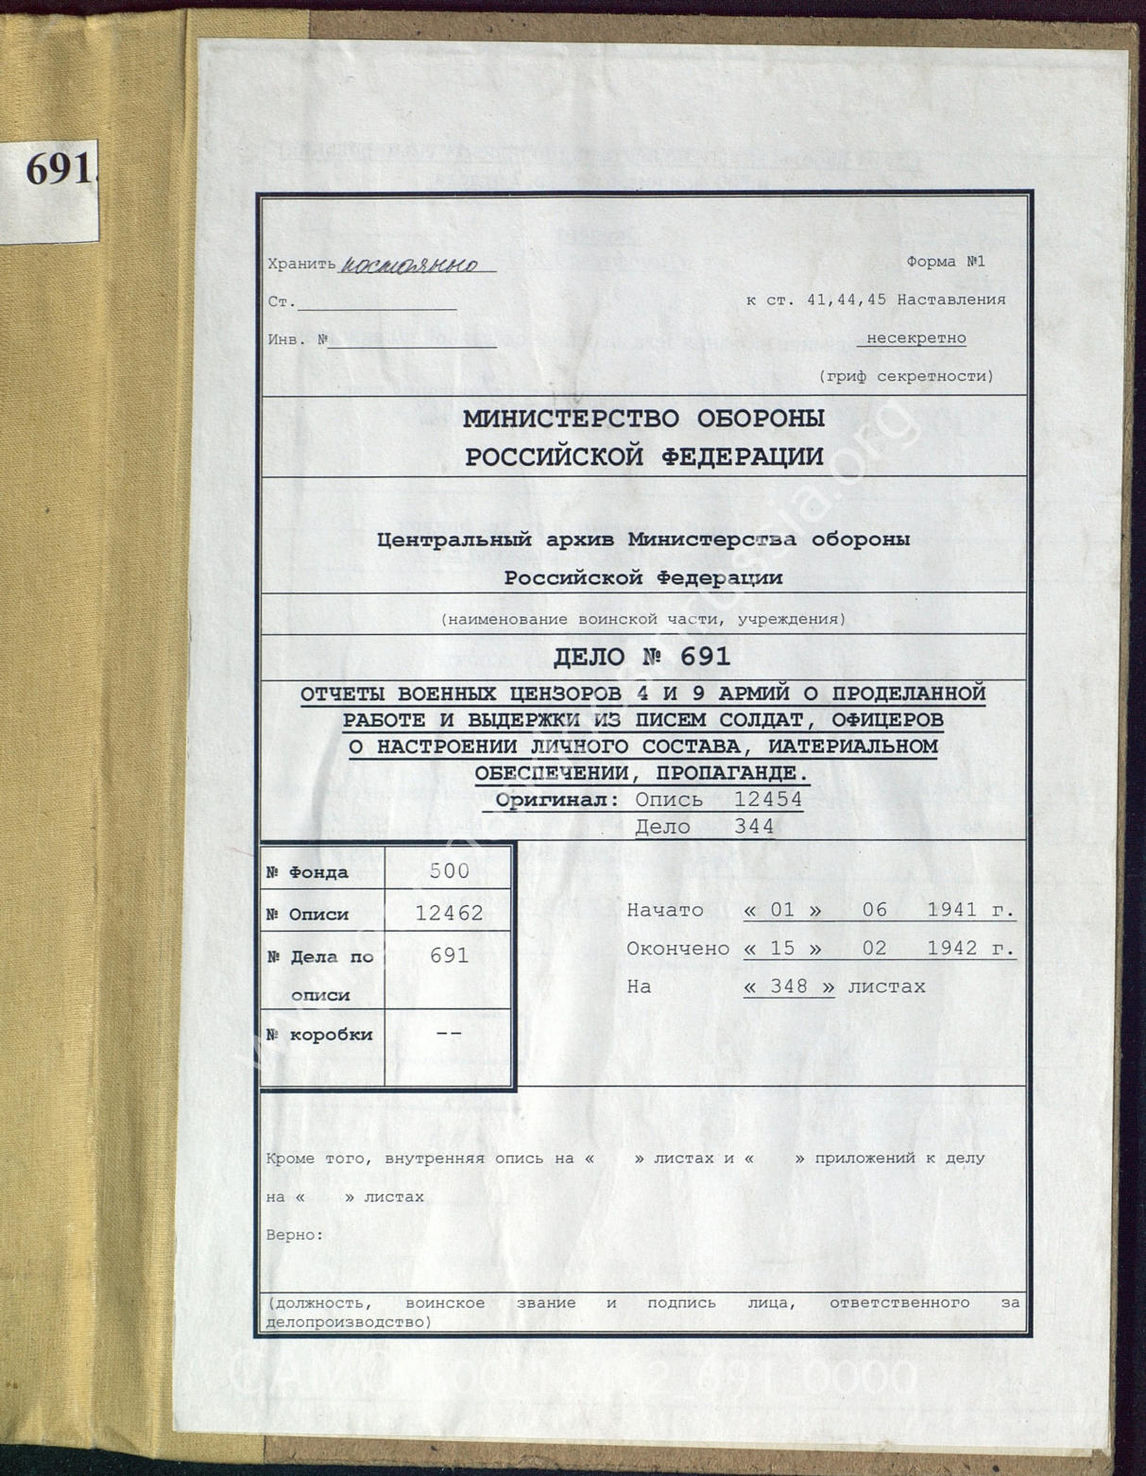 691.
Хранить постоянно
Форма №1
Ст.
к ст. 41,44,45 Наставления
Инв. №
несекретно
(гриф секретности)
МИНИСТЕРСТВО ОБОРОНЫ
РОССИЙСКОЙ ФЕДЕРАЦИИ
Центральный архив Министерства обороны
Российской Федерации
(наименование воинской части, учреждения)
ДЕЛО № 691
ОТЧЕТЫ ВОЕННЫХ ЦЕНЗОРОВ 4 И 9 АРМИЙ О ПРОДЕЛАННОЙ
РАБОТЕ И ВЫДЕРЖКИ ИЗ ПИСЕМ СОЛДАТ, ОФИЦЕРОВ
О НАСТРОЕНИИ ЛИЧНОГО СОСТАВА, ИАТЕРИАЛЬНОМ
ОБЕСПЕЧЕНИИ, ПРОПАГАНДЕ.
Оригинал: Опись 12454
Дело 344
№ Фонда 500
№ Описи 12462
№ Дела по 691
описи
№ коробки --
Начато « 01 » 06 1941 г.
Окончено « 15 » 02 1942 г.
На « 348 » листах
Кроме того, внутренняя опись на « » листах и « » приложений к делу
на « » листах
Верно:
(должность, воинское звание и подпись лица, ответственного за
делопроизводство)